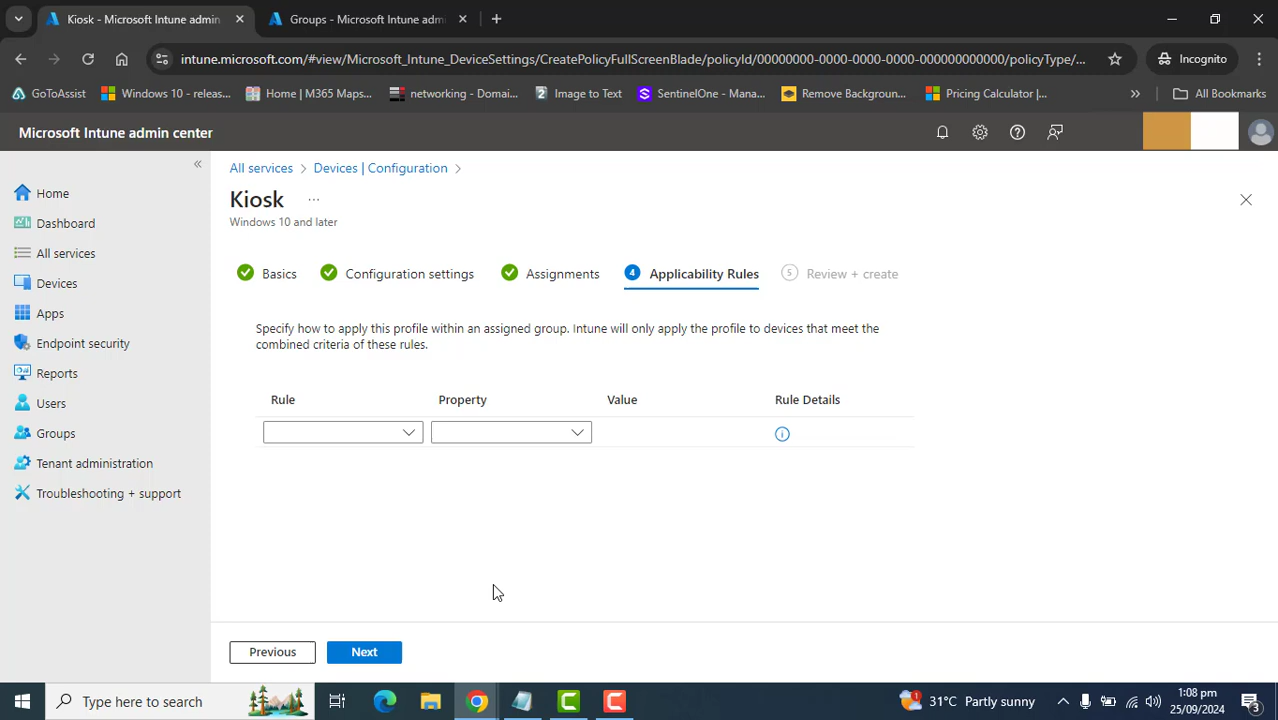 Kiosk - Microsoft Intune admin
Groups - Microsoft Intune adm
intune.microsoft.com/#view/Microsoft_Intune_DeviceSettings/CreatePolicyFullScreenBlade/policyId/00000000-0000-0000-0000-000000000000/policyType/...
Incognito
GoToAssist
Windows 10 - releas...
Home | M365 Maps...
networking - Domai...
Image to Text
SentinelOne - Mana...
Remove Backgroun...
Pricing Calculator |...
All Bookmarks
Microsoft Intune admin center
Home
Dashboard
All services
Devices
Apps
Endpoint security
Reports
Users
Groups
Tenant administration
Troubleshooting + support
All services > Devices | Configuration >
Kiosk ...
Windows 10 and later
Basics
Configuration settings
Assignments
4 Applicability Rules
5 Review + create
Specify how to apply this profile within an assigned group. Intune will only apply the profile to devices that meet the
combined criteria of these rules.
Rule Property Value Rule Details
Previous
Next
Type here to search
1
31°C Partly sunny
1:08 pm
25/09/2024
3